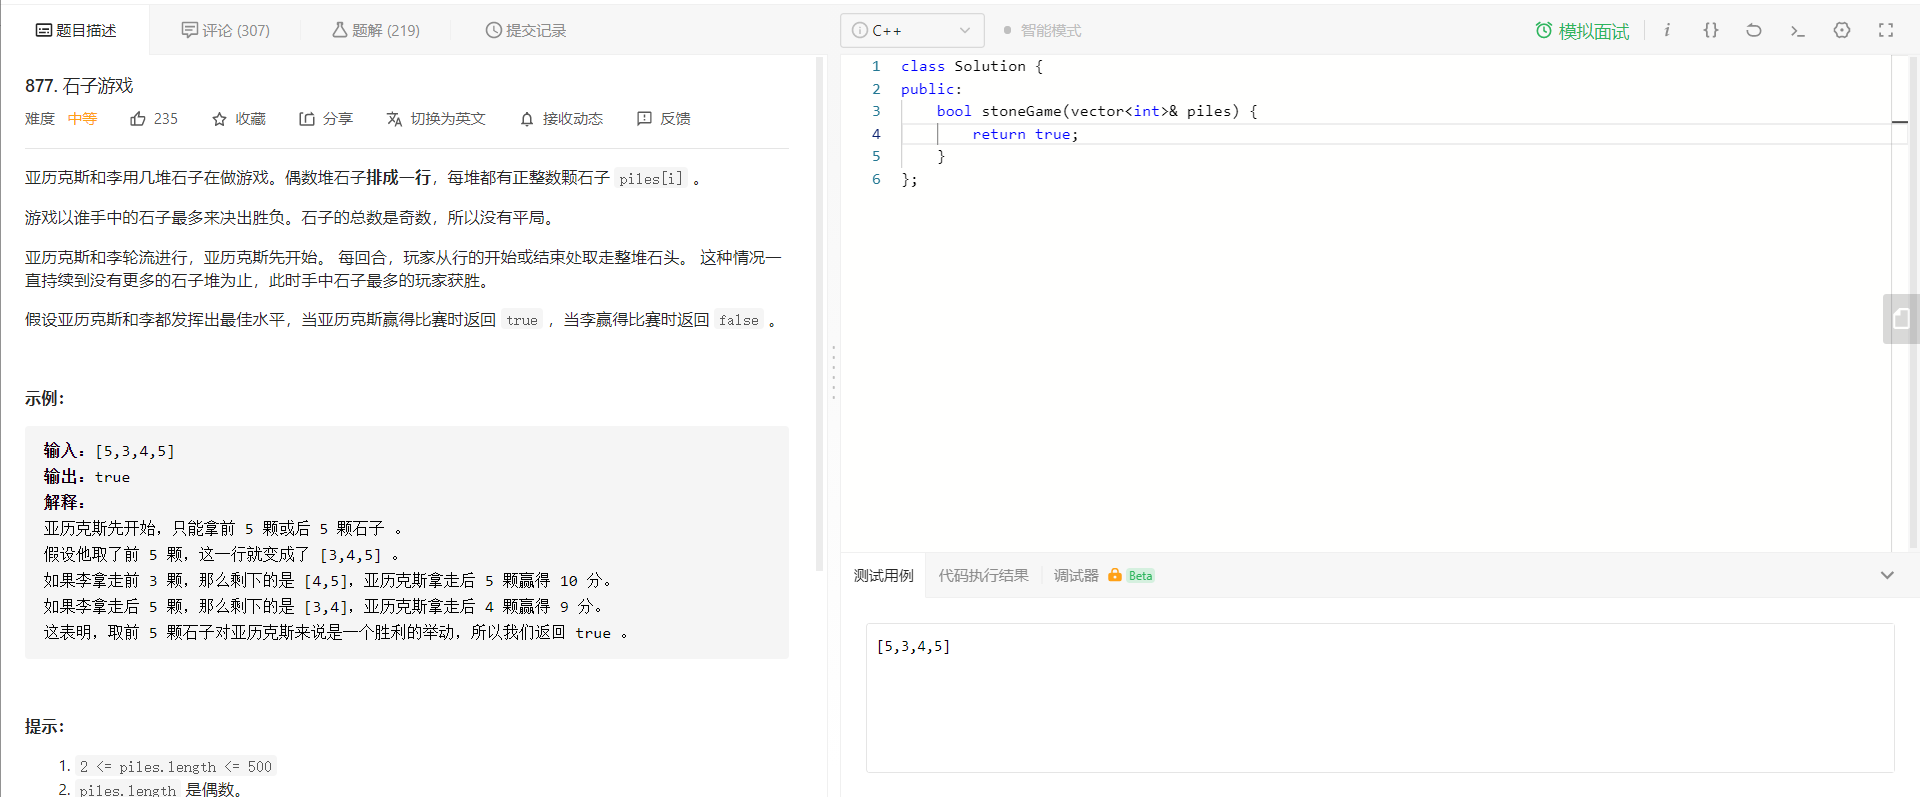 题目描述
评论 (307)
题解 (219)
提交记录
877. 石子游戏
难度 中等 235 收藏 分享 切换为英文 接收动态 反馈
亚历克斯和李用几堆石子在做游戏。偶数堆石子排成一行，每堆都有正整数颗石子 piles[i] 。
游戏以谁手中的石子最多来决出胜负。石子的总数是奇数，所以没有平局。
亚历克斯和李轮流进行，亚历克斯先开始。 每回合，玩家从行的开始或结束处取走整堆石头。 这种情况一
直持续到没有更多的石子堆为止，此时手中石子最多的玩家获胜。
假设亚历克斯和李都发挥出最佳水平，当亚历克斯赢得比赛时返回 true ，当李赢得比赛时返回 false 。
示例：
输入：[5,3,4,5]
输出：true
解释：
亚历克斯先开始，只能拿前 5 颗或后 5 颗石子 。
假设他取了前 5 颗，这一行就变成了 [3,4,5] 。
如果李拿走前 3 颗，那么剩下的是 [4,5]，亚历克斯拿走后 5 颗赢得 10 分。
如果李拿走后 5 颗，那么剩下的是 [3,4]，亚历克斯拿走后 4 颗赢得 9 分。
这表明，取前 5 颗石子对亚历克斯来说是一个胜利的举动，所以我们返回 true 。
提示：
1. 2 <= piles.length <= 500
2. piles.length 是偶数。
C++
智能模式
模拟面试
1 class Solution {
2 public:
3 bool stoneGame(vector<int>& piles) {
4 return true;
5 }
6 };
测试用例
代码执行结果
调试器 Beta
[5,3,4,5]